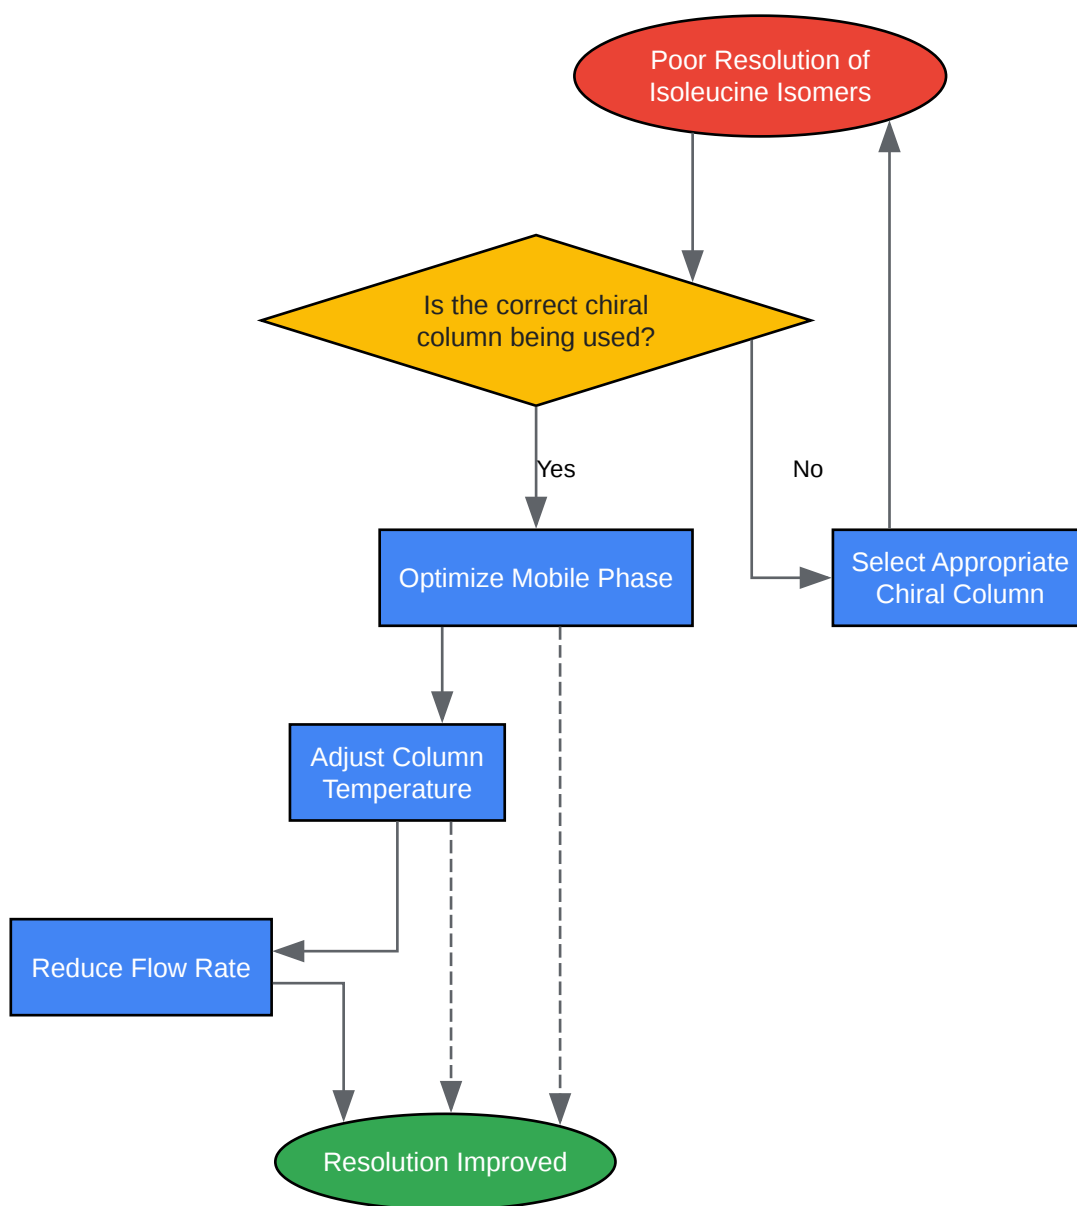 Poor Resolution of
Isoleucine Isomers
Is the correct chiral
column being used?
Yes
No
Optimize Mobile Phase
Select Appropriate
Chiral Column
Adjust Column
Temperature
Reduce Flow Rate
Resolution Improved